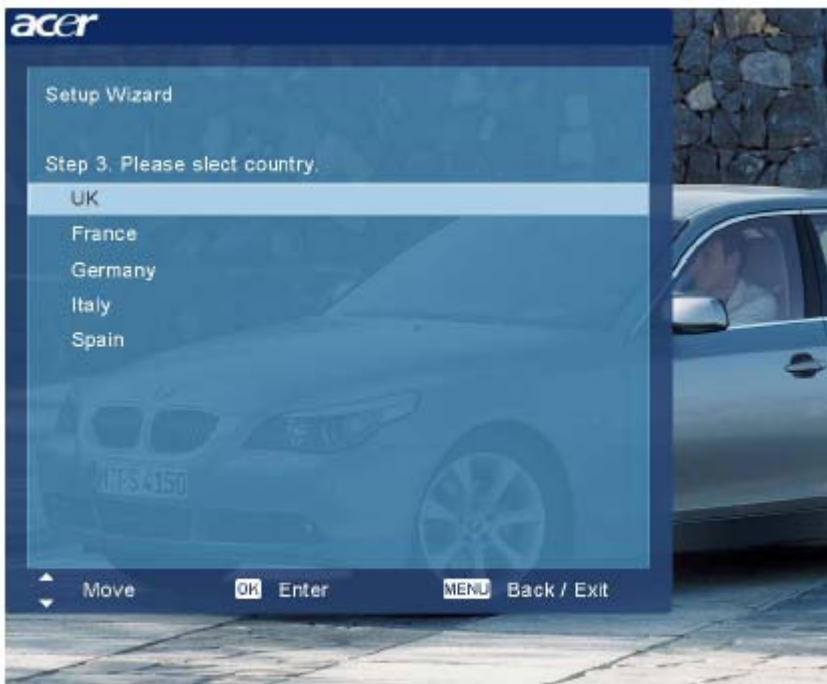 acer
Setup Wizard
Step 3. Please slect country.
UK
France
Germany
Italy
Spain
Move OK Enter MENU Back / Exit